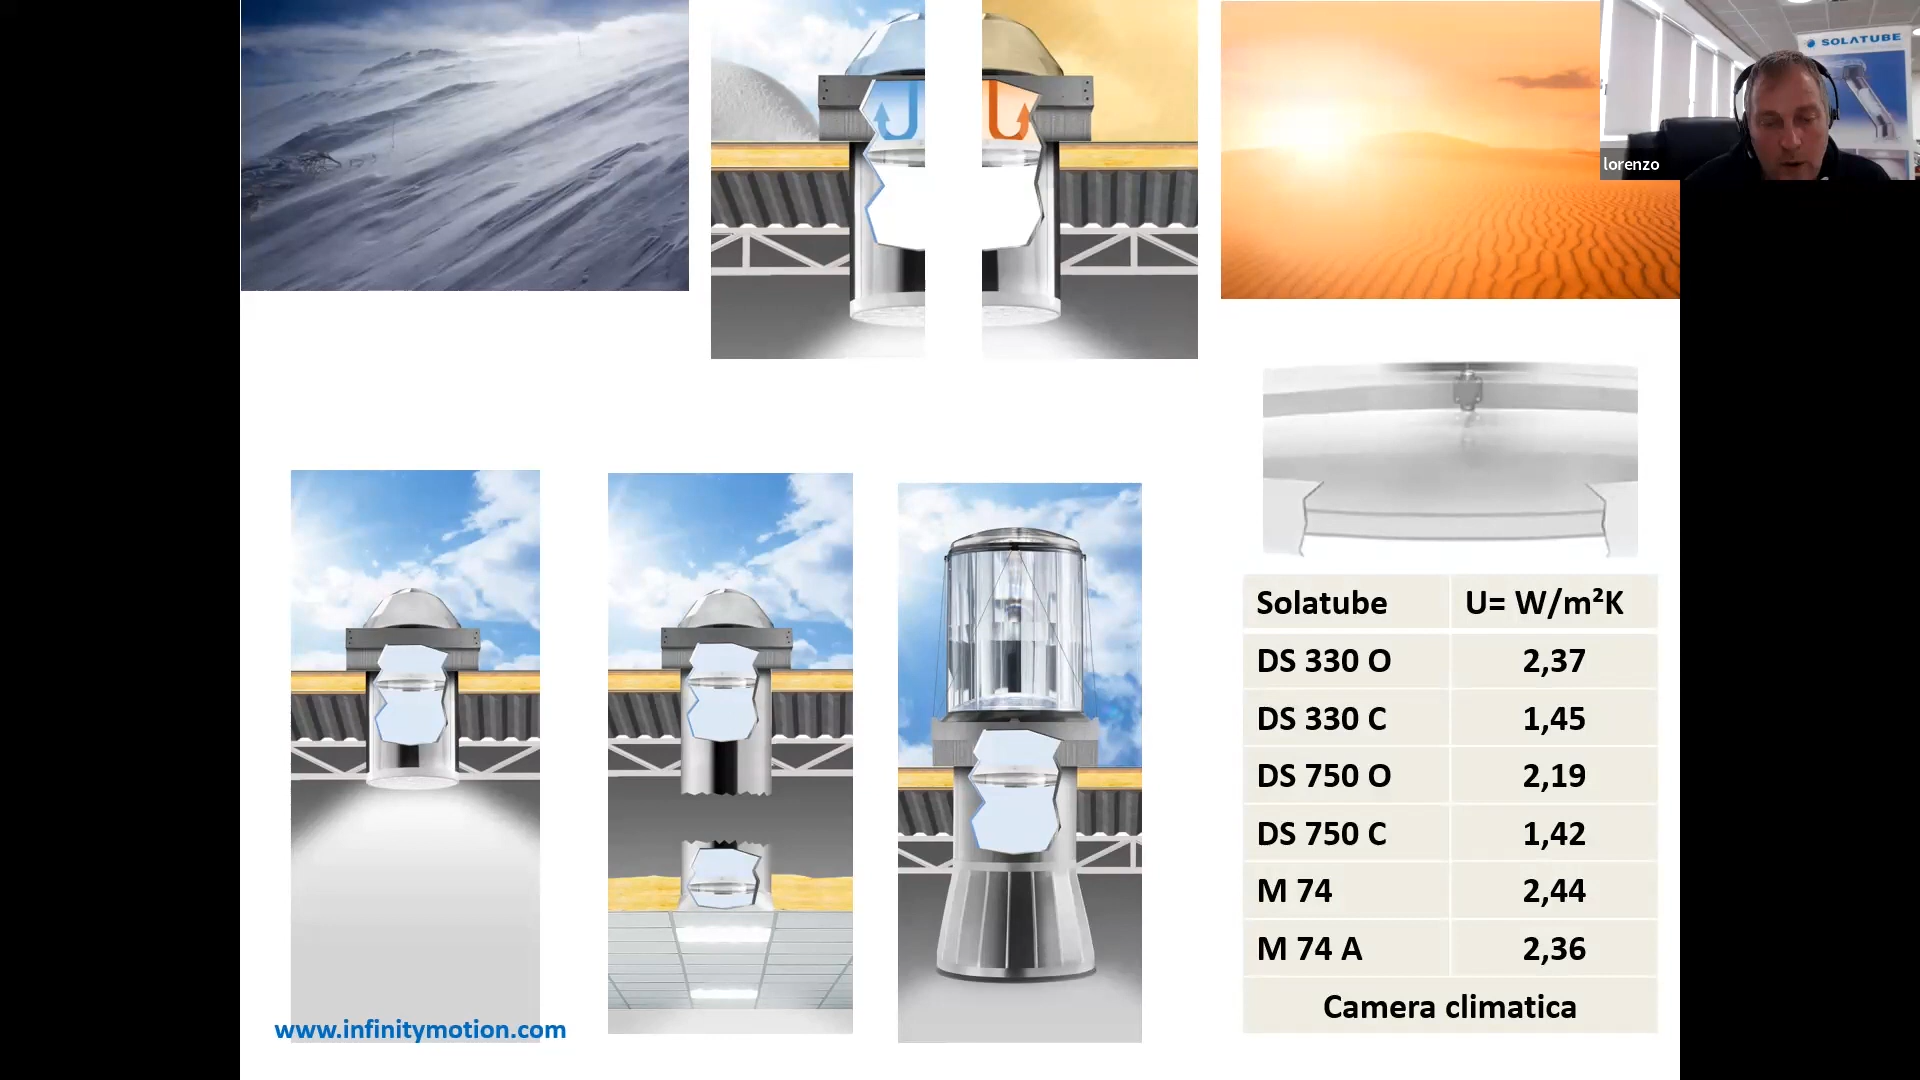 SOLATUBE
lorenzo
Solatube U= W/m²K
DS 330 O 2,37
DS 330 C 1,45
DS 750 O 2,19
DS 750 C 1,42
M 74 2,44
M 74 A 2,36
Camera climatica
www.infinitymotion.com